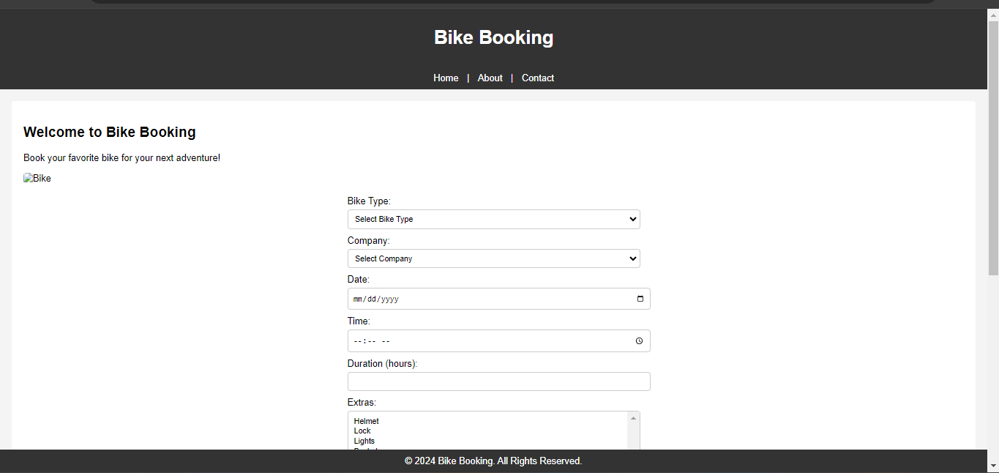 Bike Booking
Home | About | Contact
Welcome to Bike Booking
Book your favorite bike for your next adventure!
Bike
Bike Type:
Select Bike Type
Company:
Select Company
Date:
mm/dd/yyyy
Time:
--:-- --
Duration (hours):
Extras:
Helmet
Lock
Lights
© 2024 Bike Booking. All Rights Reserved.